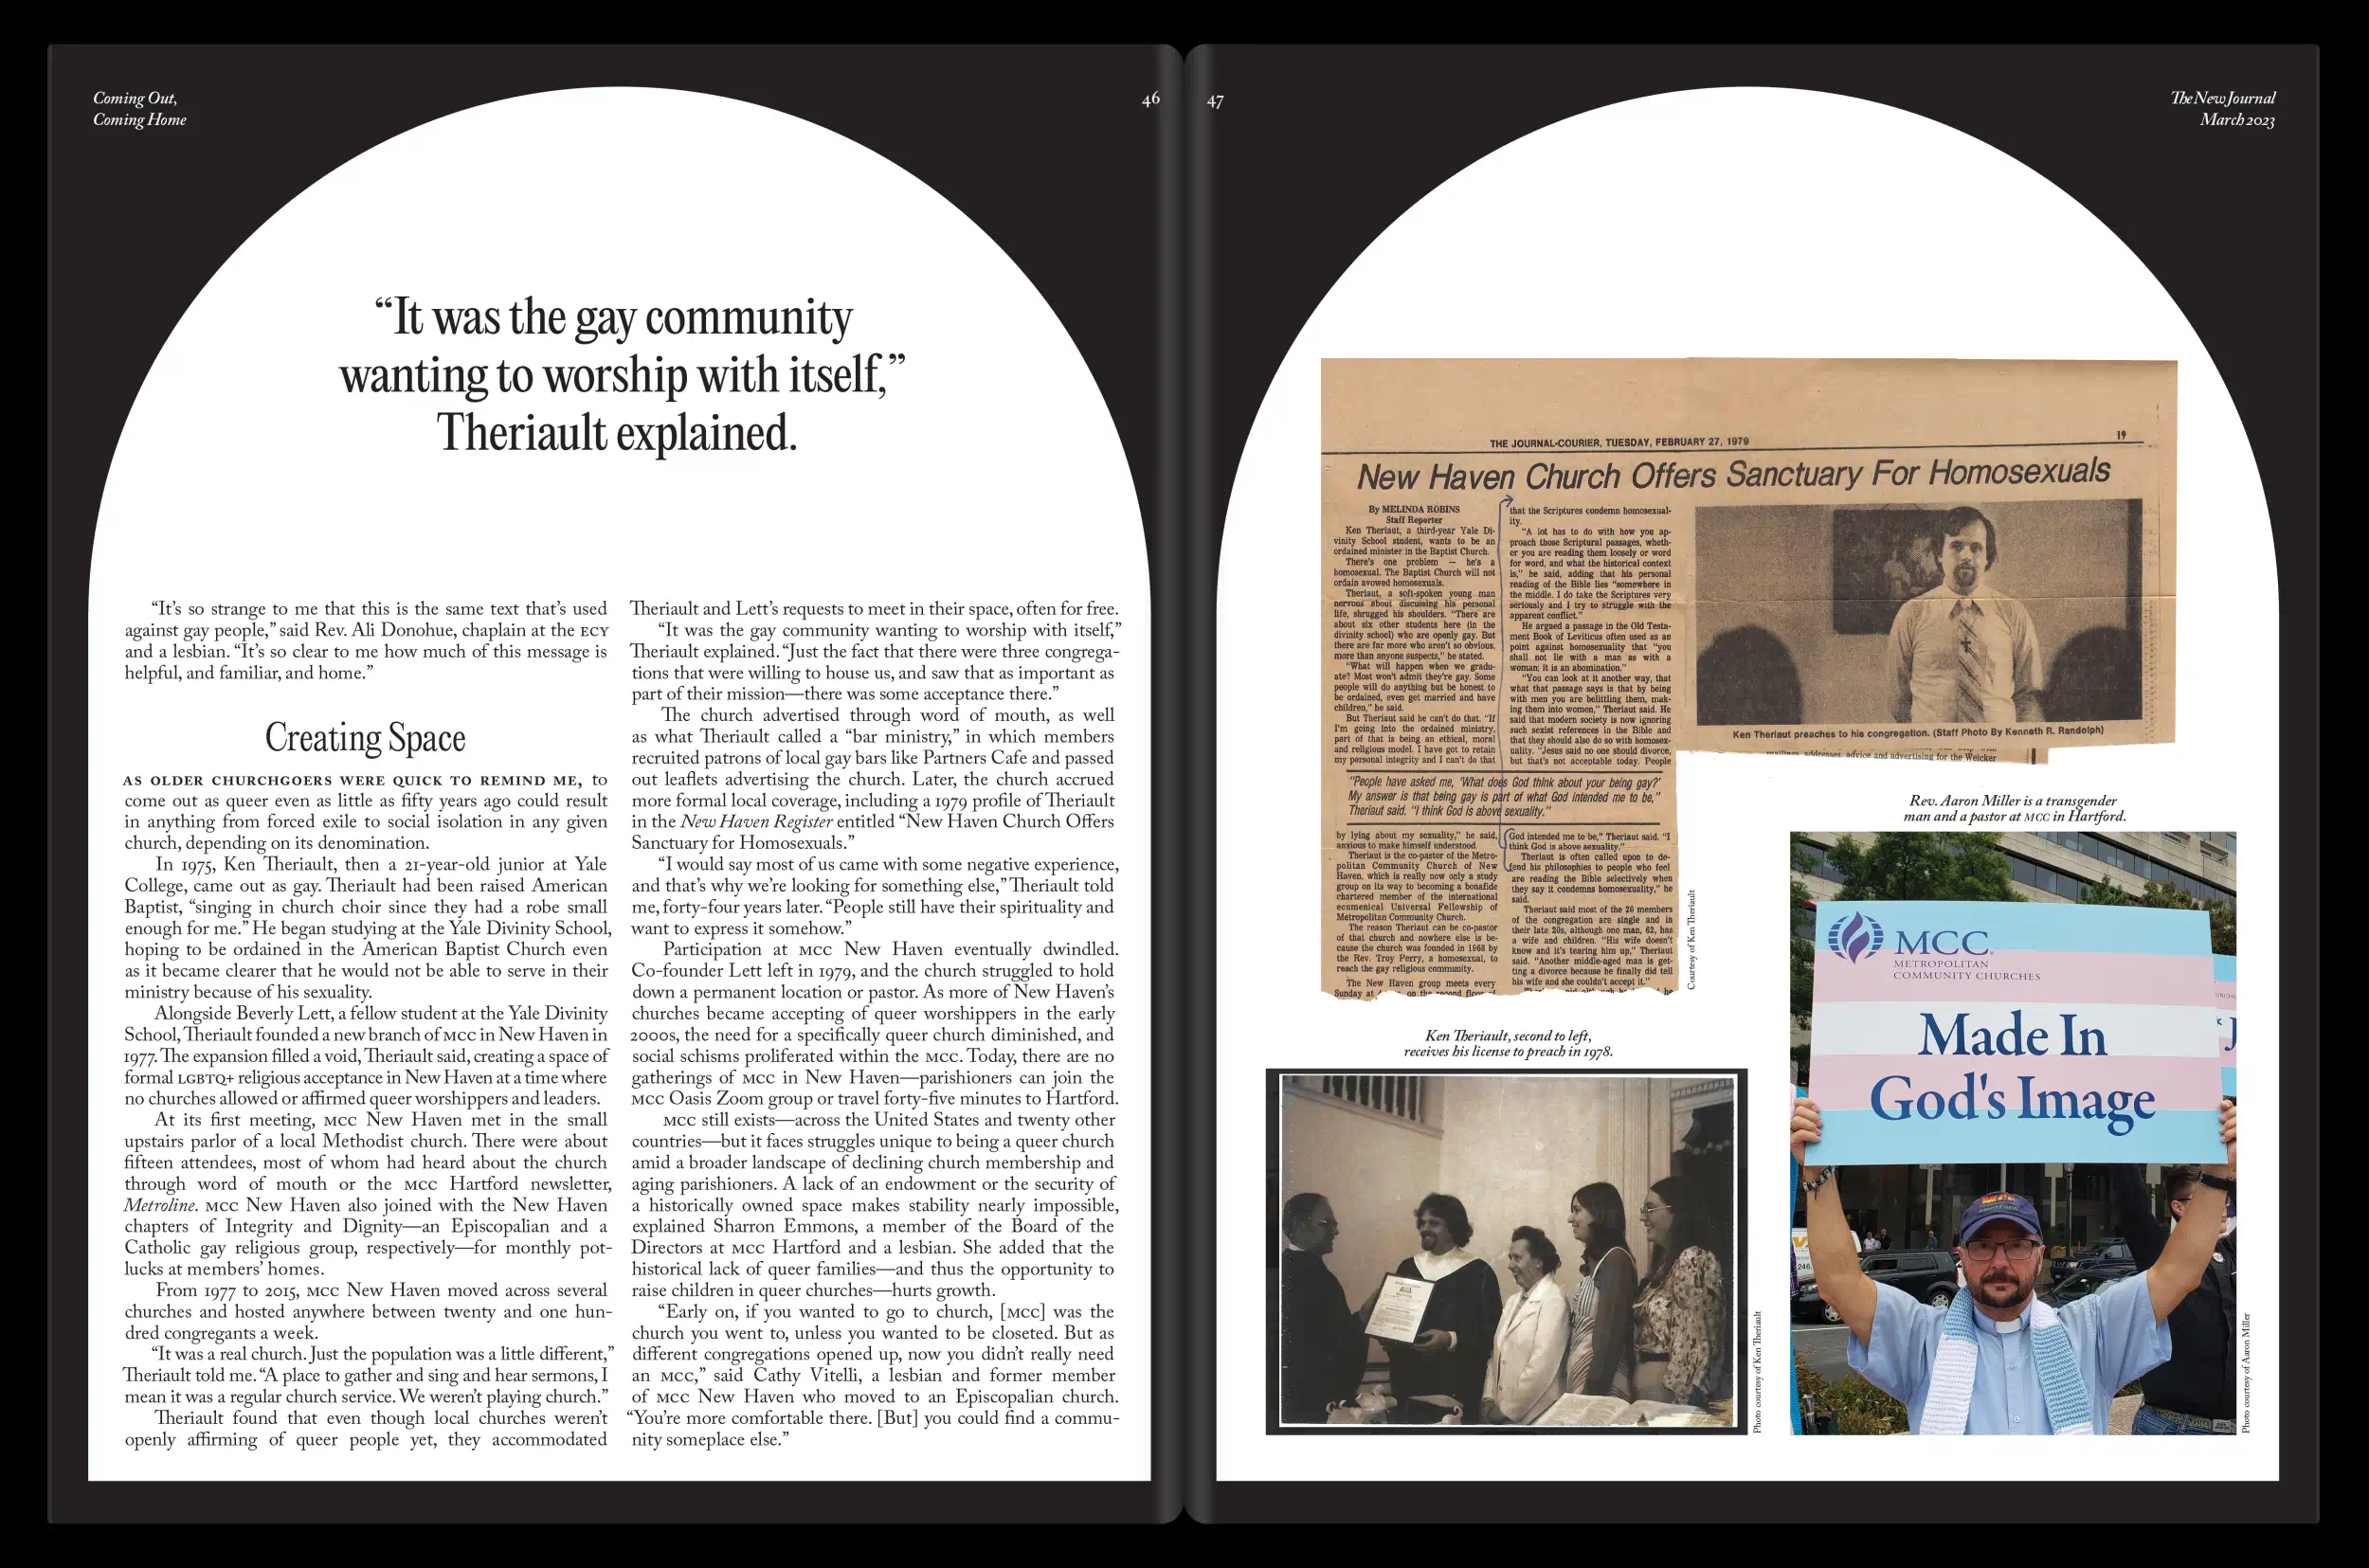 Coming Out,
Coming Home
46
“It was the gay community
wanting to worship with itself,”
Theriault explained.
“It’s so strange to me that this is the same text that’s used
against gay people,” said Rev. Ali Donohue, chaplain at the ECY
and a lesbian. “It’s so clear to me how much of this message is
helpful, and familiar, and home.”
Creating Space
AS OLDER CHURCHGOERS WERE QUICK TO REMIND ME, to
come out as queer even as little as fifty years ago could result
in anything from forced exile to social isolation in any given
church, depending on its denomination.
In 1975, Ken Theriault, then a 21-year-old junior at Yale
College, came out as gay. Theriault had been raised American
Baptist, “singing in church choir since they had a robe small
enough for me.” He began studying at the Yale Divinity School,
hoping to be ordained in the American Baptist Church even
as it became clearer that he would not be able to serve in their
ministry because of his sexuality.
Alongside Beverly Lett, a fellow student at the Yale Divinity
School, Theriault founded a new branch of MCC in New Haven in
1977. The expansion filled a void, Theriault said, creating a space of
formal LGBTQ+ religious acceptance in New Haven at a time where
no churches allowed or affirmed queer worshippers and leaders.
At its first meeting, MCC New Haven met in the small
upstairs parlor of a local Methodist church. There were about
fifteen attendees, most of whom had heard about the church
through word of mouth or the MCC Hartford newsletter,
Metroline. MCC New Haven also joined with the New Haven
chapters of Integrity and Dignity—an Episcopalian and a
Catholic gay religious group, respectively—for monthly pot-
lucks at members’ homes.
From 1977 to 2015, MCC New Haven moved across several
churches and hosted anywhere between twenty and one hun-
dred congregants a week.
“It was a real church. Just the population was a little different,”
Theriault told me. “A place to gather and sing and hear sermons, I
mean it was a regular church service. We weren’t playing church.”
Theriault found that even though local churches weren’t
openly affirming of queer people yet, they accommodated
Theriault and Lett’s requests to meet in their space, often for free.
“It was the gay community wanting to worship with itself,”
Theriault explained. “Just the fact that there were three congrega-
tions that were willing to house us, and saw that as important as
part of their mission—there was some acceptance there.”
The church advertised through word of mouth, as well
as what Theriault called a “bar ministry,” in which members
recruited patrons of local gay bars like Partners Cafe and passed
out leaflets advertising the church. Later, the church accrued
more formal local coverage, including a 1979 profile of Theriault
in the New Haven Register entitled “New Haven Church Offers
Sanctuary for Homosexuals.”
“I would say most of us came with some negative experience,
and that’s why we’re looking for something else,” Theriault told
me, forty-four years later. “People still have their spirituality and
want to express it somehow.”
Participation at MCC New Haven eventually dwindled.
Co-founder Lett left in 1979, and the church struggled to hold
down a permanent location or pastor. As more of New Haven’s
churches became accepting of queer worshippers in the early
2000s, the need for a specifically queer church diminished, and
social schisms proliferated within the MCC. Today, there are no
gatherings of MCC in New Haven—parishioners can join the
MCC Oasis Zoom group or travel forty-five minutes to Hartford.
MCC still exists—across the United States and twenty other
countries—but it faces struggles unique to being a queer church
amid a broader landscape of declining church membership and
aging parishioners. A lack of an endowment or the security of
a historically owned space makes stability nearly impossible,
explained Sharron Emmons, a member of the Board of the
Directors at MCC Hartford and a lesbian. She added that the
historical lack of queer families—and thus the opportunity to
raise children in queer churches—hurts growth.
“Early on, if you wanted to go to church, [MCC] was the
church you went to, unless you wanted to be closeted. But as
different congregations opened up, now you didn’t really need
an MCC,” said Cathy Vitelli, a lesbian and former member
of MCC New Haven who moved to an Episcopalian church.
“You’re more comfortable there. [But] you could find a commu-
nity someplace else.”
47
The New Journal
March 2023
THE JOURNAL-COURIER, TUESDAY, FEBRUARY 27, 1979
19
New Haven Church Offers Sanctuary For Homosexuals
By MELINDA ROBINS
Staff Reporter
Ken Theriaut, a third-year Yale Di-
vinity School student, wants to be an
ordained minister in the Baptist Church.
There's one problem — he's a
homosexual. The Baptist Church will not
ordain avowed homosexuals.
Theriaut, a soft-spoken young man
nervous about discussing his personal
life, shrugged his shoulders. "There are
about six other students here (in the
divinity school) who are openly gay. But
there are far more who aren't so obvious,
more than anyone suspects," he stated.
"What will happen when we gradu-
ate? Most won't admit they're gay. Some
people will do anything but be honest to
be ordained, even get married and have
children," he said.
But Theriaut said he can't do that. "If
I'm going into the ordained ministry,
part of that is being an ethical, moral
and religious model. I have got to retain
my personal integrity and I can't do that
that the Scriptures condemn homosexual-
ity.
"A lot has to do with how you ap-
proach those Scriptural passages, wheth-
er you are reading them loosely or word
for word, and what the historical context
is," he said, adding that his personal
reading of the Bible lies "somewhere in
the middle. I do take the Scriptures very
seriously and I try to struggle with the
apparent conflict."
He argued a passage in the Old Testa-
ment Book of Leviticus often used as an
point against homosexuality that "you
shall not lie with a man as with a
woman; it is an abomination."
"You can look at it another way, that
what that passage says is that by being
with men you are belittling them, mak-
ing them into women," Theriaut said. He
said that modern society is now ignoring
such sexist references in the Bible and
that they should also do so with homosex-
uality. "Jesus said no one should divorce,
but that's not acceptable today. People
"People have asked me, 'What does God think about your being gay?'
My answer is that being gay is part of what God intended me to be,"
Theriaut said. "I think God is above sexuality."
by lying about my sexuality," he said,
anxious to make himself understood.
Theriaut is the co-pastor of the Metro-
politan Community Church of New
Haven, which is really now only a study
group on its way to becoming a bonafide
chartered member of the international
ecumenical Universal Fellowship of
Metropolitan Community Church.
The reason Theriaut can be co-pastor
of that church and nowhere else is be-
cause the church was founded in 1968 by
the Rev. Troy Perry, a homosexual, to
reach the gay religious community.
The New Haven group meets every
Sunday at on the second floor of
God intended me to be," Theriaut said. "I
think God is above sexuality."
Theriaut is often called upon to de-
fend his philosophies to people who feel
are reading the Bible selectively when
they say it condemns homosexuality," he
said.
Theriaut said most of the 20 members
of the congregation are single and in
their late 20s, although one man, 62, has
a wife and children. "His wife doesn't
know and it's tearing him up," Theriaut
said. "Another middle-aged man is get-
ting a divorce because he finally did tell
his wife and she couldn't accept it."
Ken Theriaut preaches to his congregation. (Staff Photo By Kenneth R. Randolph)
mailings, addresses, advice and advertising for the Weicker
Courtesy of Ken Theriault
Rev. Aaron Miller is a transgender
man and a pastor at MCC in Hartford.
MCC
METROPOLITAN
COMMUNITY CHURCHES
Made In
God's Image
Photo courtesy of Aaron Miller
Ken Theriault, second to left,
receives his license to preach in 1978.
Photo courtesy of Ken Theriault